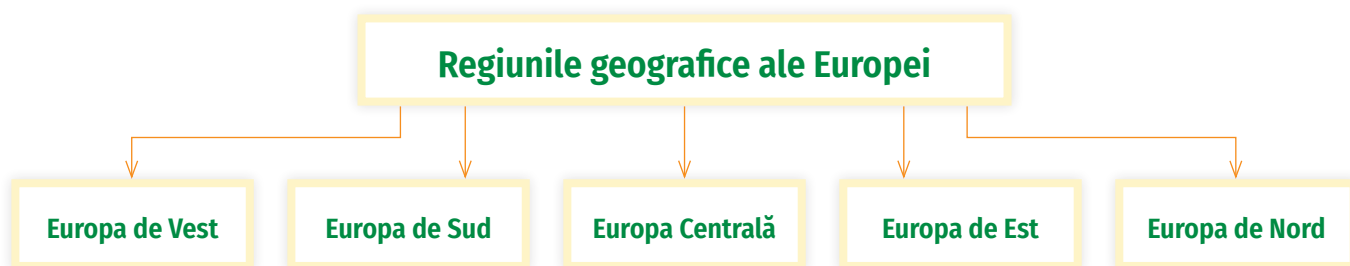 Regiunile geografice ale Europei
Europa de Vest
Europa de Sud
Europa Centrală
Europa de Est
Europa de Nord